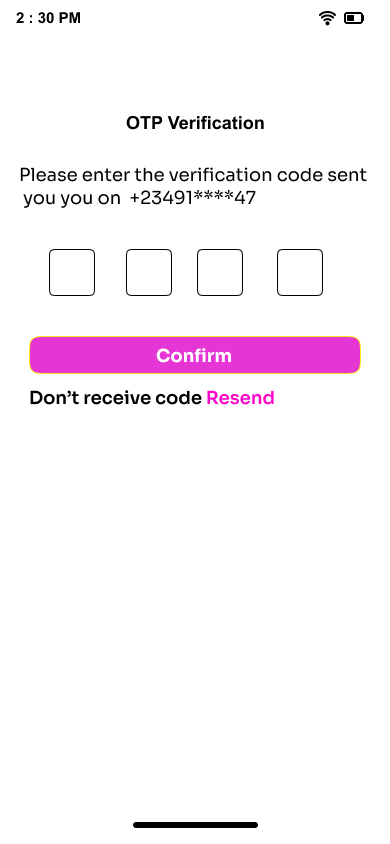 2 : 30 PM
OTP Verification
Please enter the verification code sent
you you on +23491****47
Confirm
Don’t receive code Resend